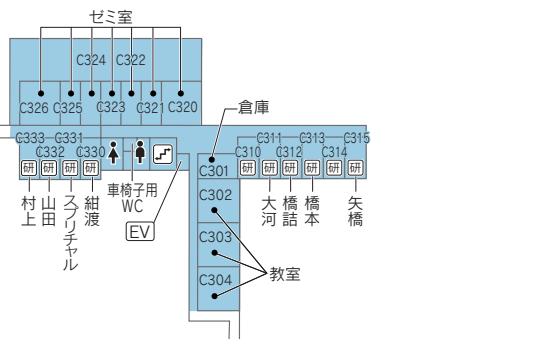 ゼミ室
C324 C322
C326 C325 C323 C321 C320
倉庫
C333 C331
C332 C330
研 研 研 研
村上
山田
スプリチャル
紺渡
車椅子用
WC
EV
C311 C313 C315
C310 C312 C314
研 研 研 研 研 研
大河
橋詰
橋本
矢橋
C301
C302
C303
C304
教室